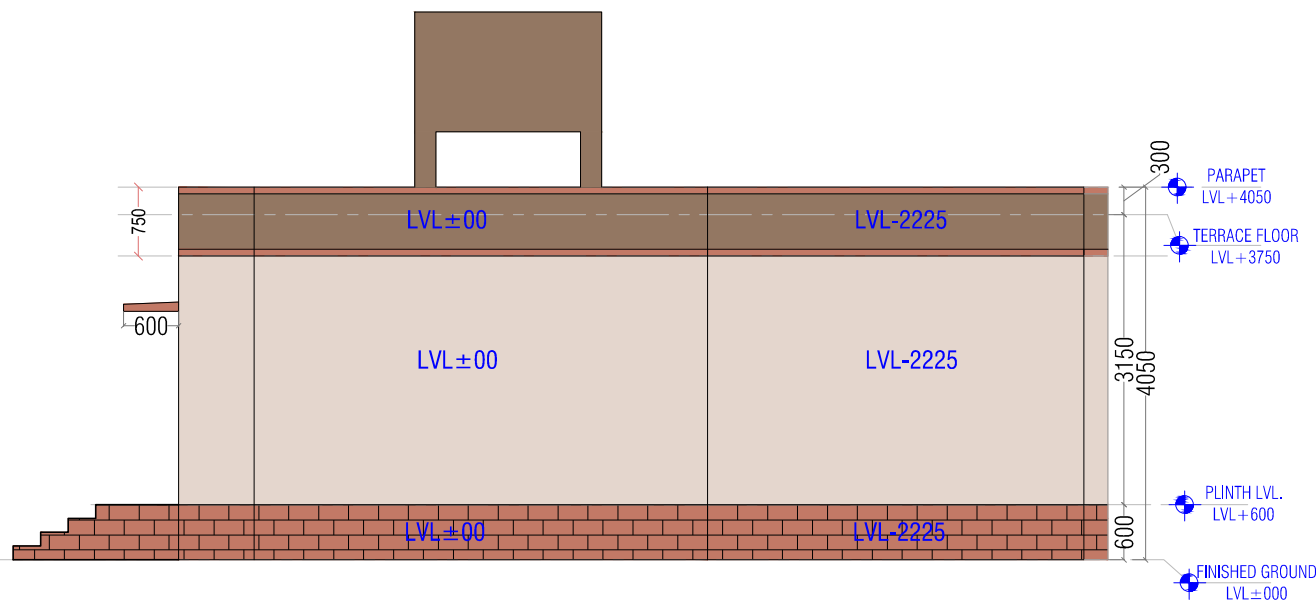 300
PARAPET
LVL+4050
750
LVL±00
LVL-2225
TERRACE FLOOR
LVL+3750
600
LVL±00
LVL-2225
3150
4050
PLINTH LVL.
LVL+600
LVL±00
LVL-2225
600
FINISHED GROUND
LVL±000